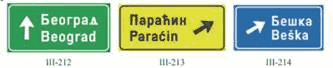 Београд
Beograd
Параћин
Paraćin
Бешка
Beška
III-212
III-213
III-214